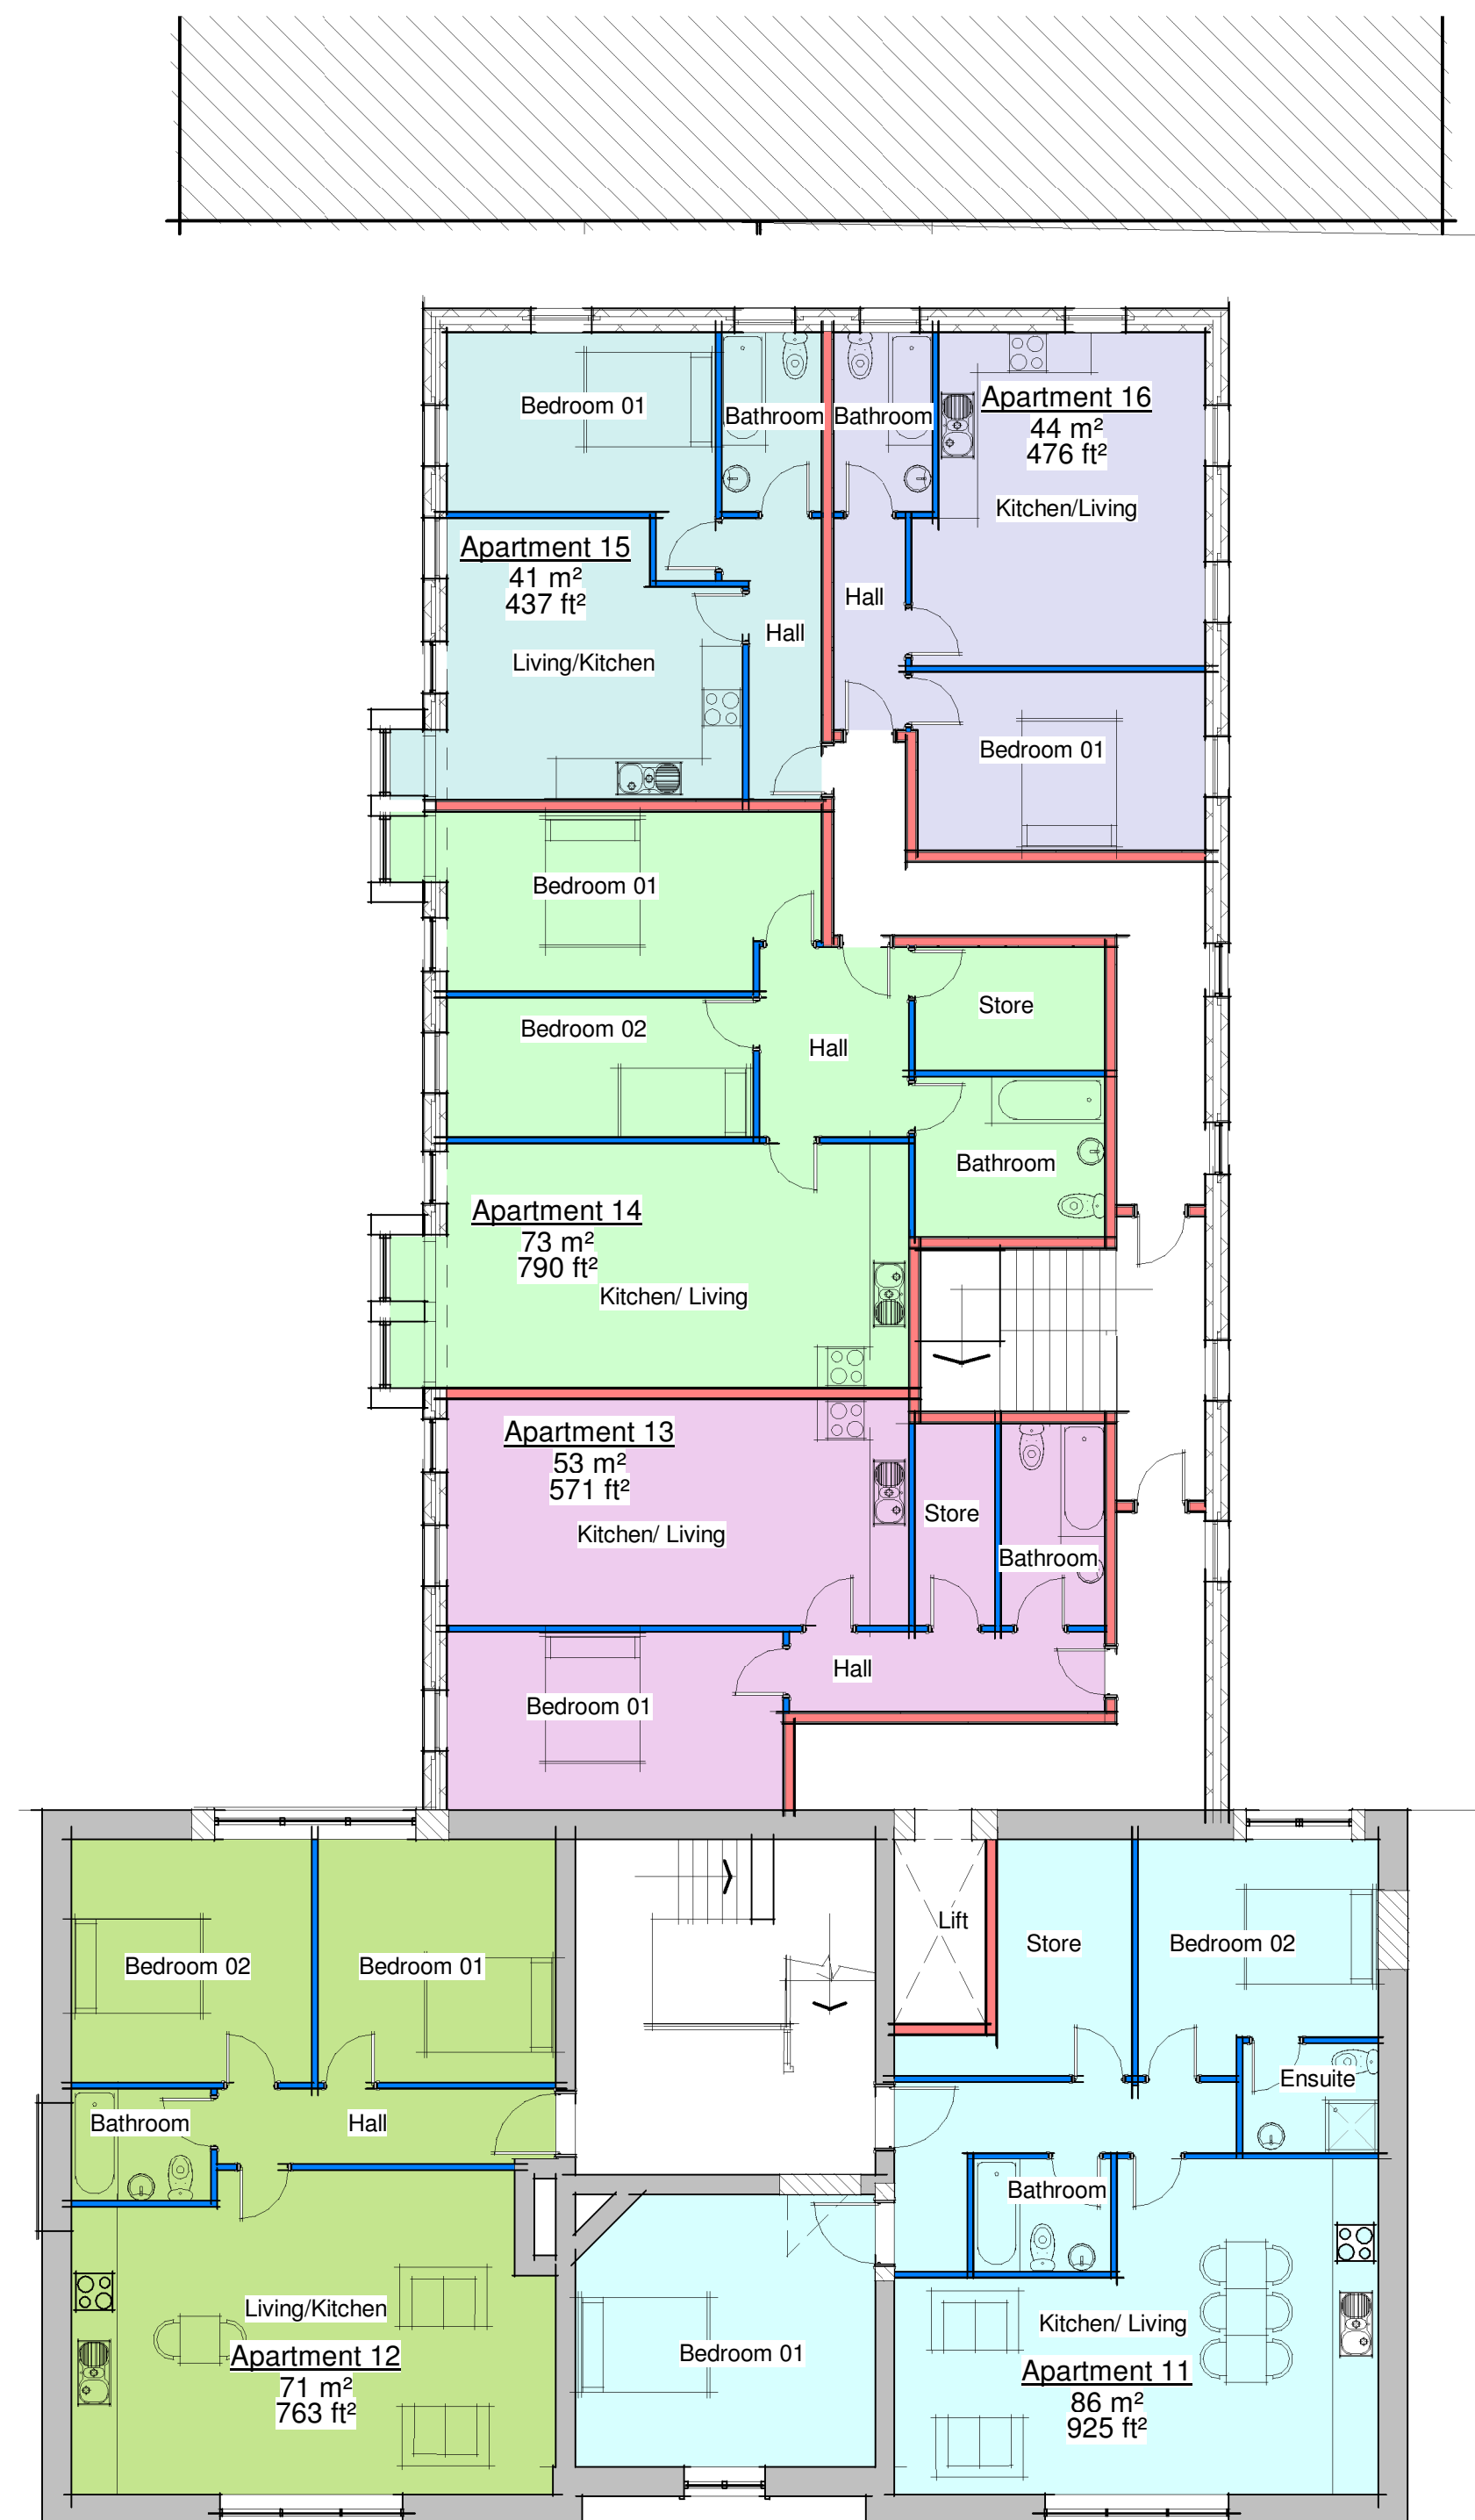 Bedroom 01
Bathroom
Bathroom
Apartment 16
44 m²
476 ft²
Kitchen/Living
Apartment 15
41 m²
437 ft²
Hall
Hall
Living/Kitchen
Bedroom 01
Bedroom 01
Store
Bedroom 02
Hall
Bathroom
Apartment 14
73 m²
790 ft²
Kitchen/ Living
Apartment 13
53 m²
571 ft²
Store
Kitchen/ Living
Bathroom
Hall
Bedroom 01
Lift
Store
Bedroom 02
Bedroom 02
Bedroom 01
Ensuite
Bathroom
Hall
Bathroom
Living/Kitchen
Apartment 12
71 m²
763 ft²
Bedroom 01
Kitchen/ Living
Apartment 11
86 m²
925 ft²